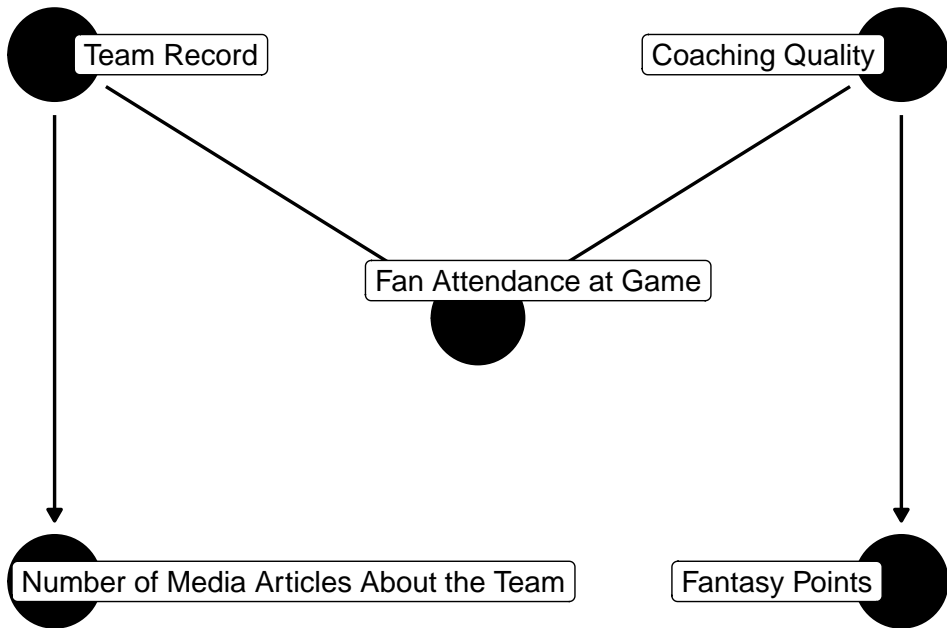 Team Record
Coaching Quality
Fan Attendance at Game
Number of Media Articles About the Team
Fantasy Points